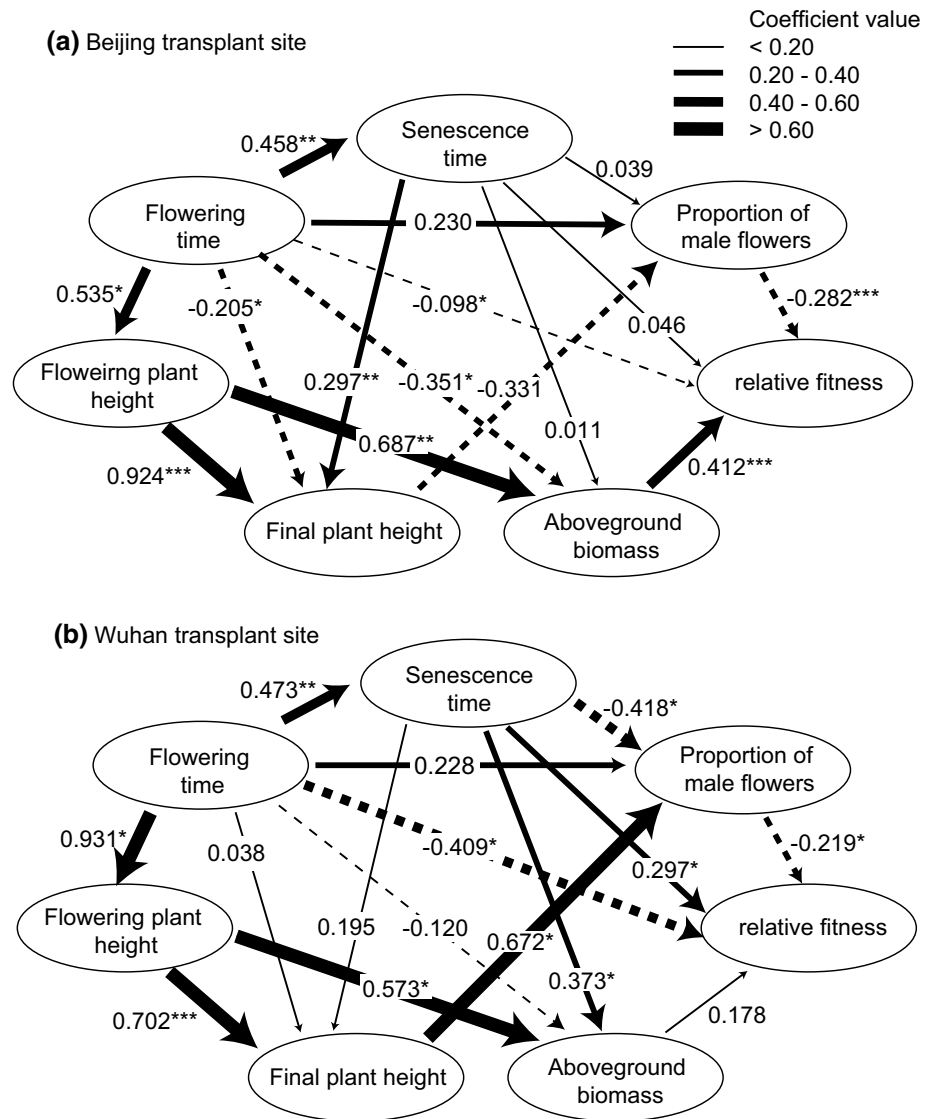 (a) Beijing transplant site
Coefficient value
< 0.20
0.20 - 0.40
0.40 - 0.60
> 0.60
Senescence
time
0.458**
0.039
Flowering
time
0.230
Proportion of
male flowers
0.535*
-0.205*
-0.098*
-0.282***
0.046
Floweirng plant
height
0.297**
-0.351*
-0.331
relative fitness
0.011
0.687**
0.924***
0.412***
Final plant height
Aboveground
biomass
(b) Wuhan transplant site
Senescence
time
0.473**
-0.418*
Flowering
time
0.228
Proportion of
male flowers
0.931*
0.038
-0.409*
-0.219*
0.297*
Flowering plant
height
0.195
-0.120
0.672*
relative fitness
0.573*
0.373*
0.702***
0.178
Final plant height
Aboveground
biomass